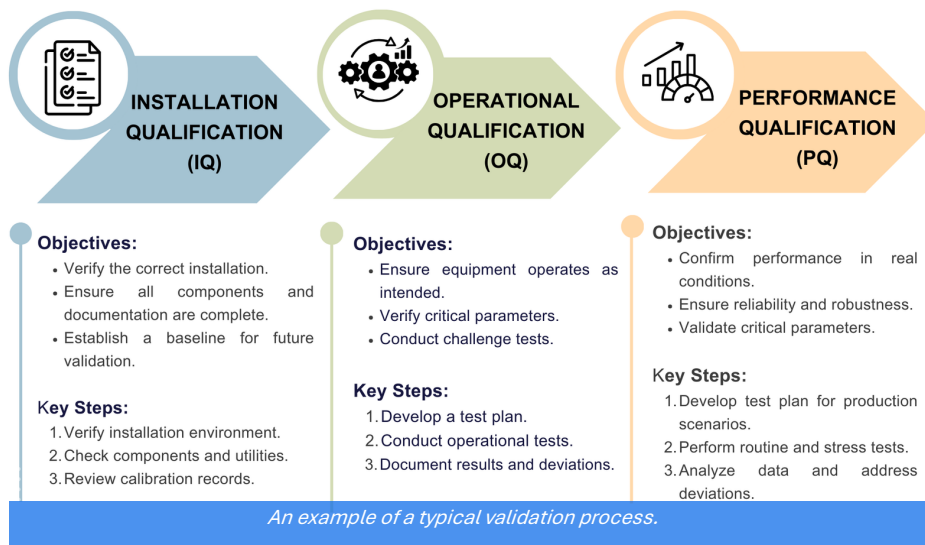 INSTALLATION
QUALIFICATION
(IQ)
OPERATIONAL
QUALIFICATION
(OQ)
PERFORMANCE
QUALIFICATION
(PQ)
Objectives:
• Verify the correct installation.
• Ensure all components and
documentation are complete.
• Establish a baseline for future
validation.
Key Steps:
1. Verify installation environment.
2. Check components and utilities.
3. Review calibration records.
Objectives:
• Ensure equipment operates as
intended.
• Verify critical parameters.
• Conduct challenge tests.
Key Steps:
1. Develop a test plan.
2. Conduct operational tests.
3. Document results and deviations.
Objectives:
• Confirm performance in real
conditions.
• Ensure reliability and robustness.
• Validate critical parameters.
Key Steps:
1. Develop test plan for production
scenarios.
2. Perform routine and stress tests.
3. Analyze data and address
deviations.
An example of a typical validation process.